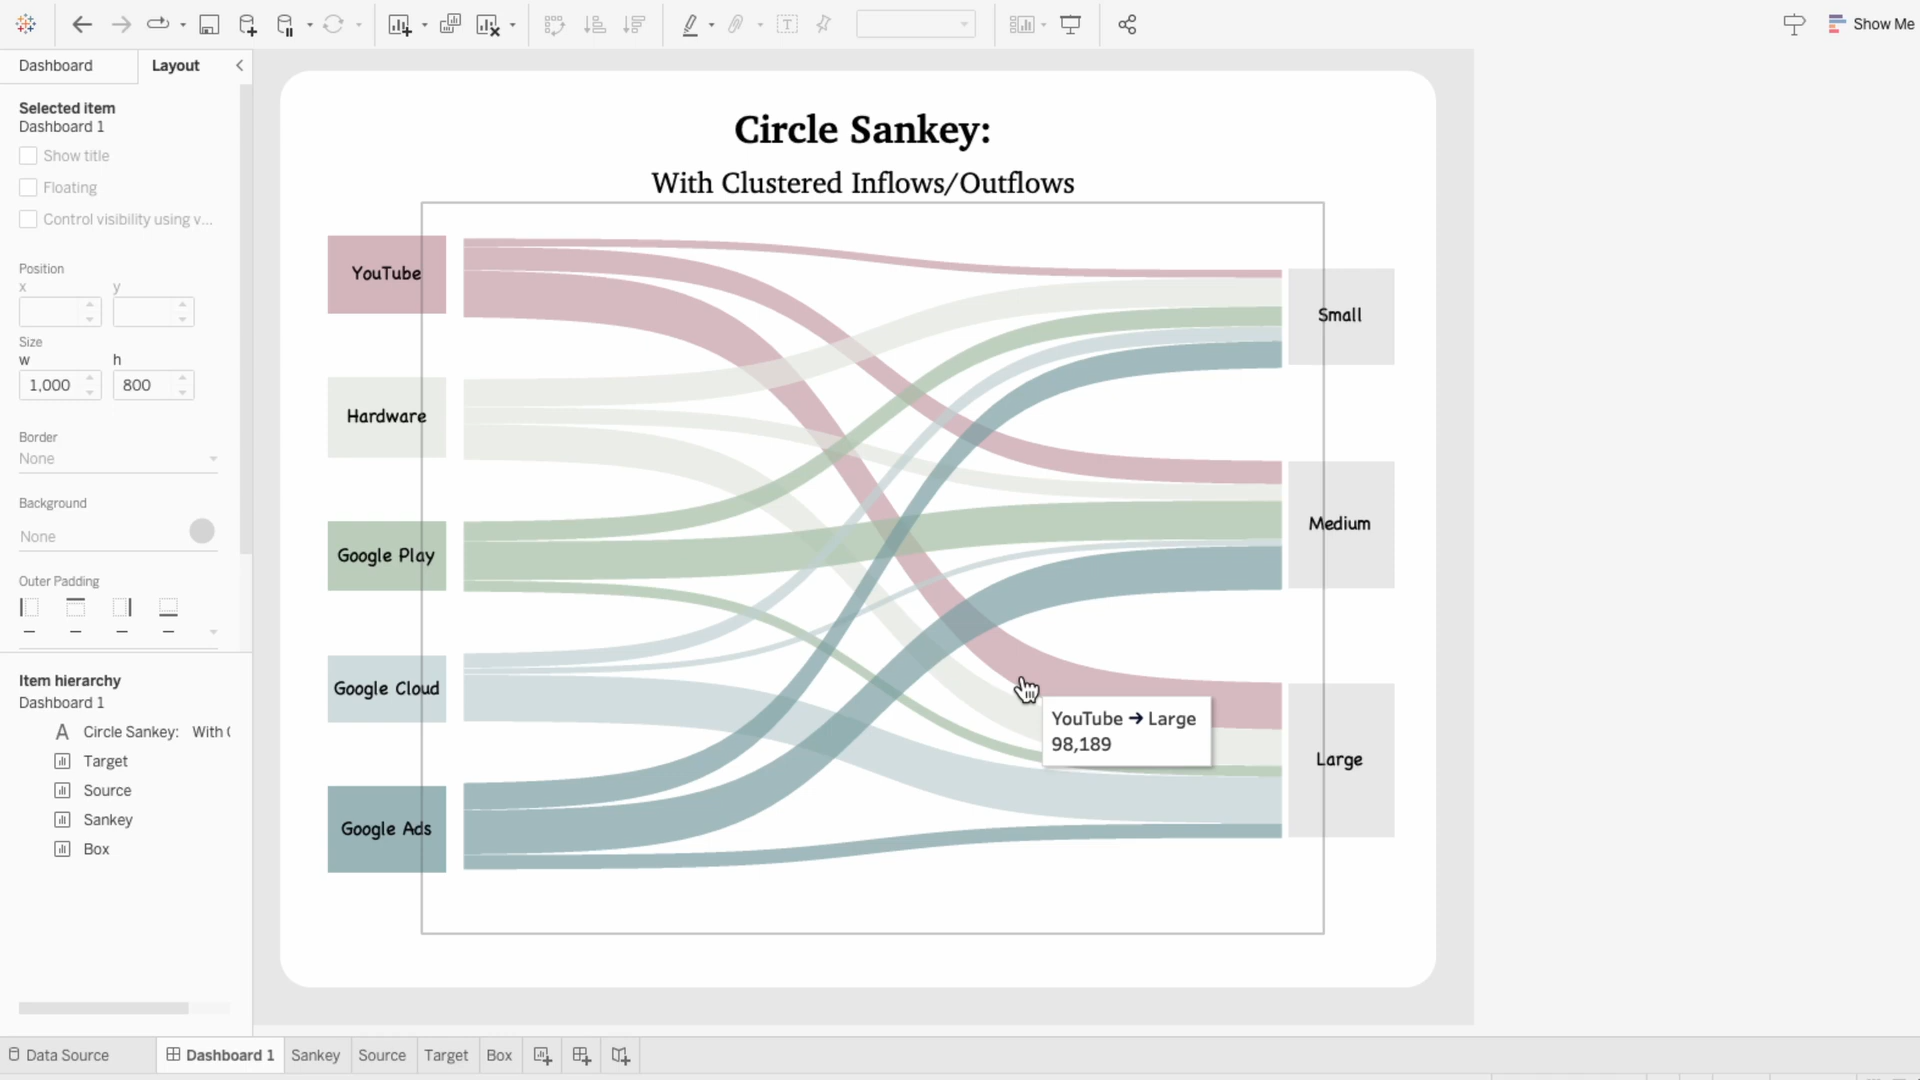 Show Me
Dashboard
Layout
Selected item
Dashboard 1
Show title
Floating
Control visibility using v...
Position
x y
Size
w h
1,000 800
Border
None
Background
None
Outer Padding
Item hierarchy
Dashboard 1
A Circle Sankey: With (
Target
Source
Sankey
Box
Circle Sankey:
With Clustered Inflows/Outflows
YouTube
Hardware
Google Play
Google Cloud
Google Ads
Small
Medium
Large
YouTube → Large
98,189
Data Source
Dashboard 1
Sankey
Source
Target
Box